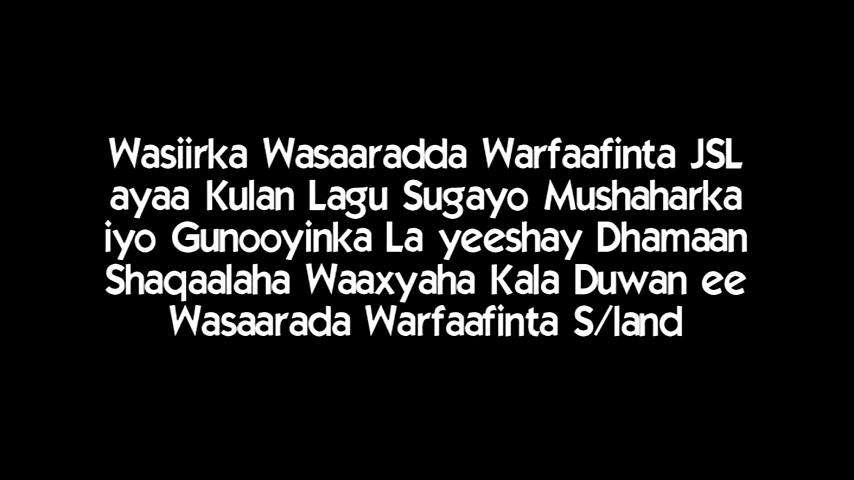 Wasiirka Wasaaradda Warfaafinta JSL
ayaa Kulan Lagu Sugayo Mushaharka
iyo Gunooyinka La yeeshay Dhamaan
Shaqaalaha Waaxyaha Kala Duwan ee
Wasaarada Warfaafinta S/land